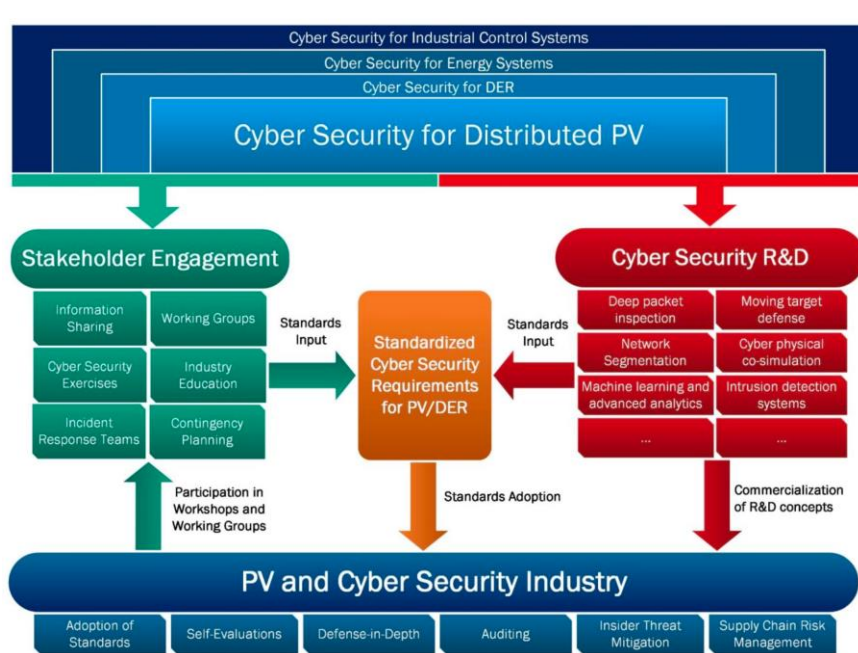 Cyber Security for Industrial Control Systems
Cyber Security for Energy Systems
Cyber Security for DER
Cyber Security for Distributed PV
Stakeholder Engagement
Information
Sharing
Working Groups
Cyber Security
Exercises
Industry
Education
Incident
Response Teams
Contingency
Planning
Standards
Input
Standardized
Cyber Security
Requirements
for PV/DER
Standards
Input
Cyber Security R&D
Deep packet
inspection
Moving target
defense
Network
Segmentation
Cyber physical
co-simulation
Machine learning and
advanced analytics
Intrusion detection
systems
...
...
Participation in
Workshops and
Working Groups
Standards Adoption
Commercialization
of R&D concepts
PV and Cyber Security Industry
Adoption of
Standards
Self-Evaluations
Defense-in-Depth
Auditing
Insider Threat
Mitigation
Supply Chain Risk
Management